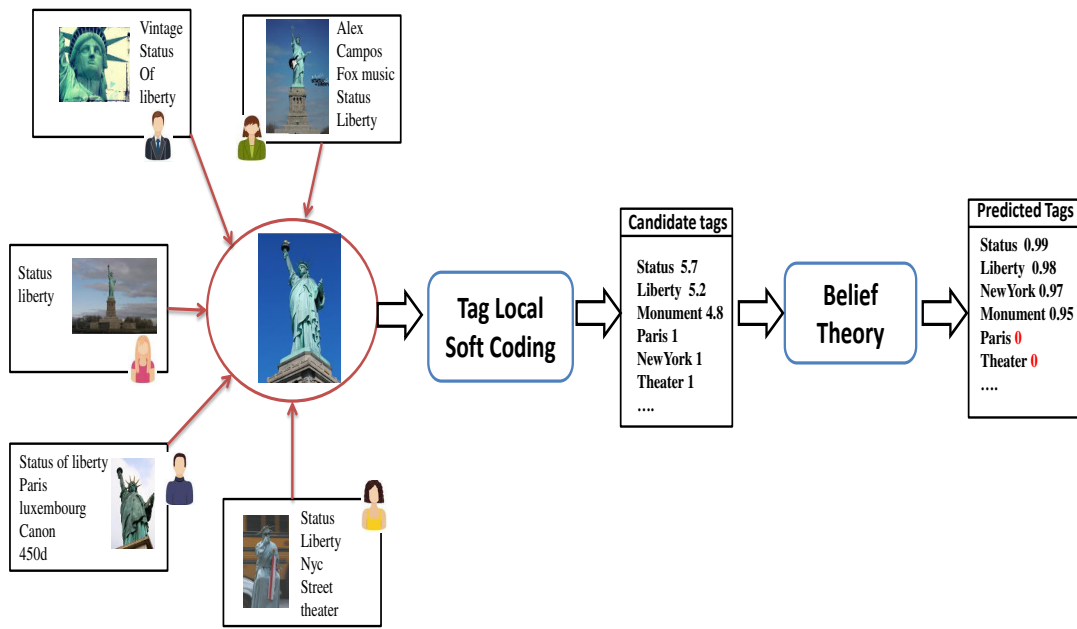 Vintage
Status
Of
liberty
Alex
Campos
Fox music
Status
Liberty
Status
liberty
Status of liberty
Paris
luxembourg
Canon
450d
Status
Liberty
Nyc
Street
theater
Tag Local
Soft Coding
Candidate tags
Status 5.7
Liberty 5.2
Monument 4.8
Paris 1
NewYork 1
Theater 1
....
Belief
Theory
Predicted Tags
Status 0.99
Liberty 0.98
NewYork 0.97
Monument 0.95
Paris 0
Theater 0
....